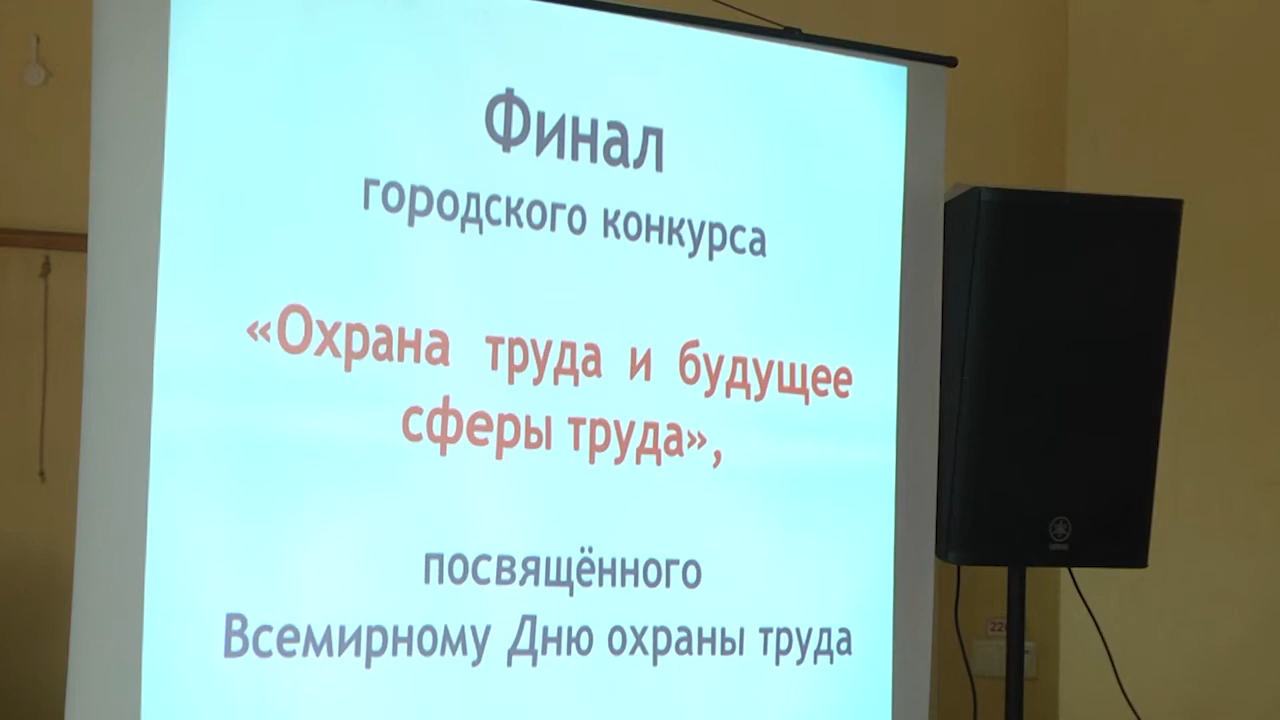 Финал
городского конкурса
«Охрана труда и будущее
сферы труда»,
посвящённого
Всемирному Дню охраны труда